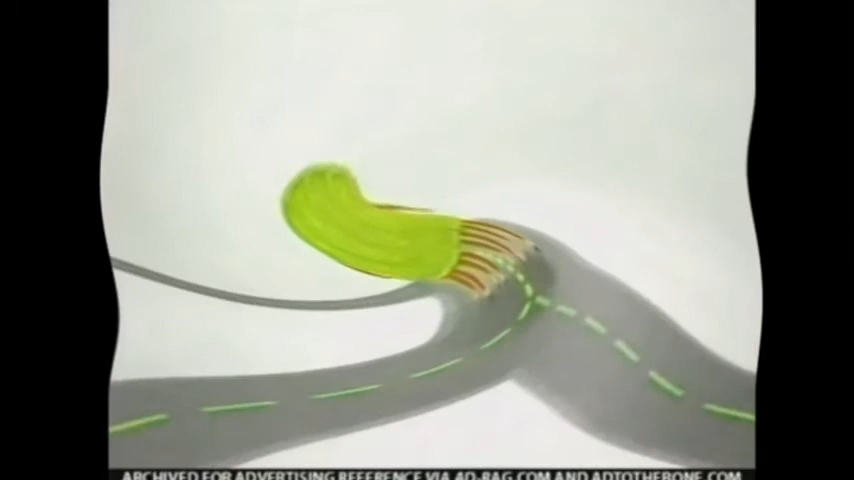 ARCHIVED FOR ADVERTISING REFERENCE VIA AD-RAG.COM AND ADTOTHEBONE.COM